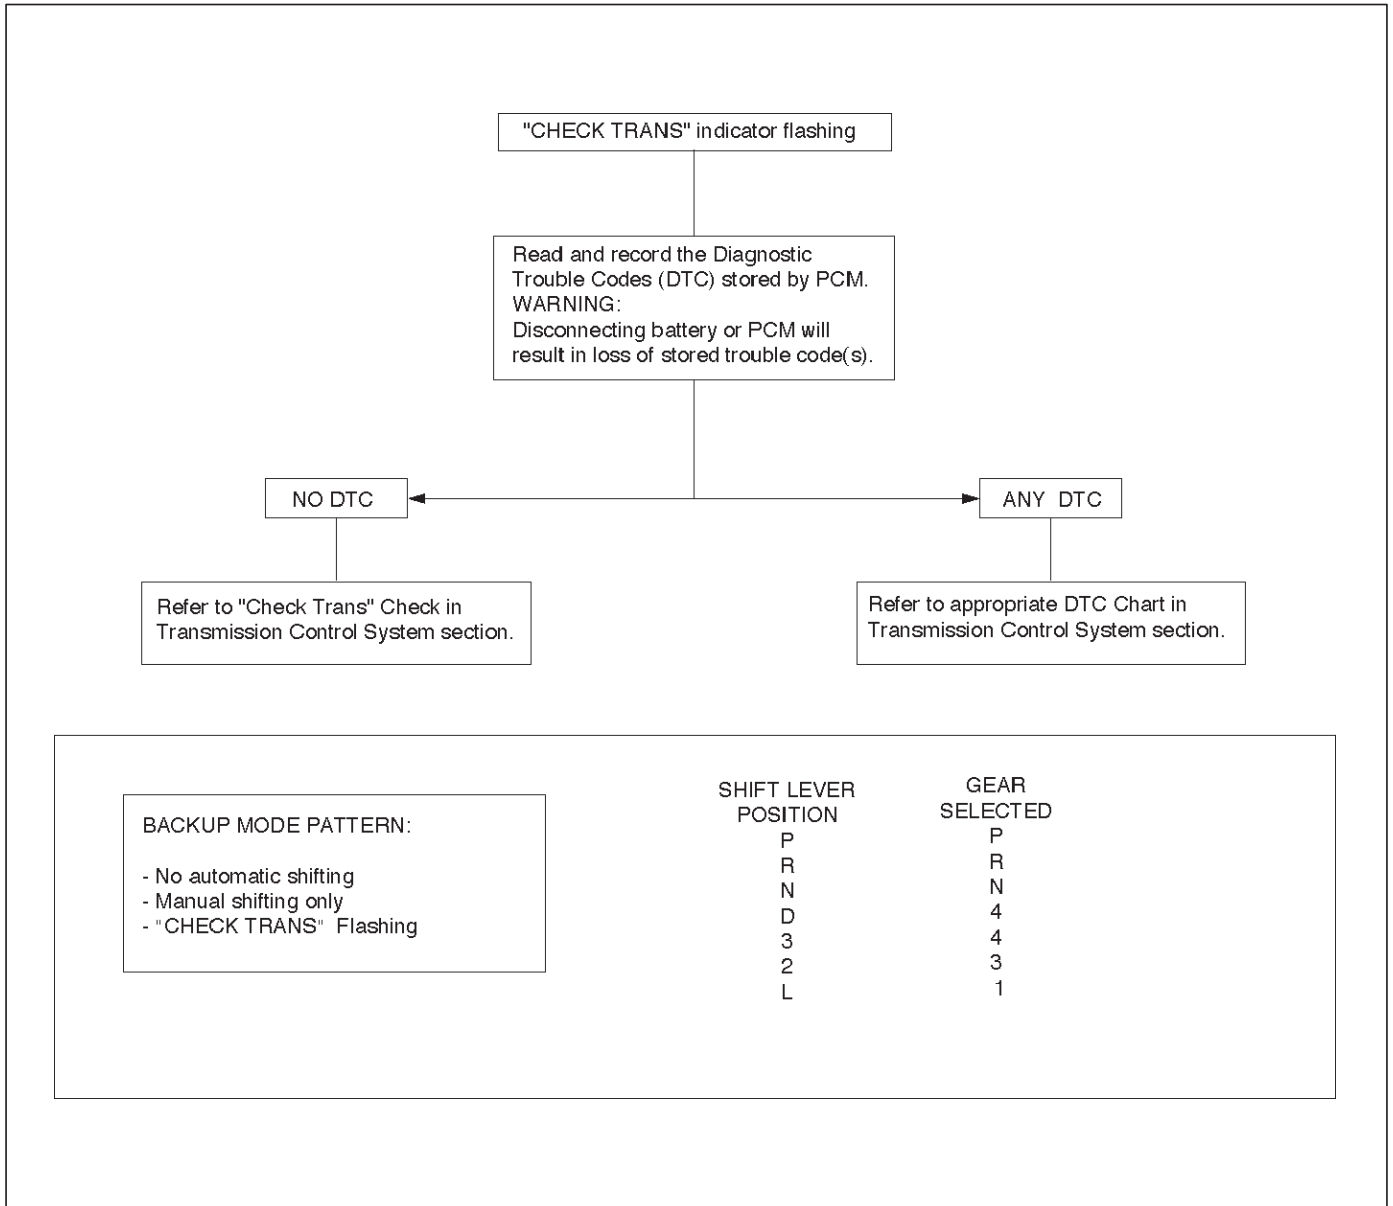 "CHECK TRANS" indicator flashing
Read and record the Diagnostic
Trouble Codes (DTC) stored by PCM.
WARNING:
Disconnecting battery or PCM will
result in loss of stored trouble code(s).
NO DTC
ANY DTC
Refer to "Check Trans" Check in
Transmission Control System section.
Refer to appropriate DTC Chart in
Transmission Control System section.
BACKUP MODE PATTERN:
- No automatic shifting
- Manual shifting only
- "CHECK TRANS" Flashing
SHIFT LEVER
POSITION
P
R
N
D
3
2
L
GEAR
SELECTED
P
R
N
4
4
3
1